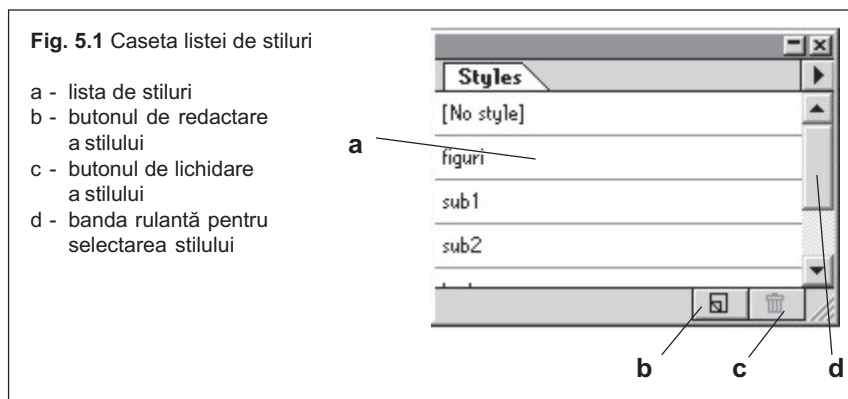 Fig. 5.1 Caseta listei de stiluri
a - lista de stiluri
b - butonul de redactare
a stilului
c - butonul de lichidare
a stilului
d - banda rulantă pentru
selectarea stilului
Styles
[No style]
figuri
sub1
sub2
a
b
c
d